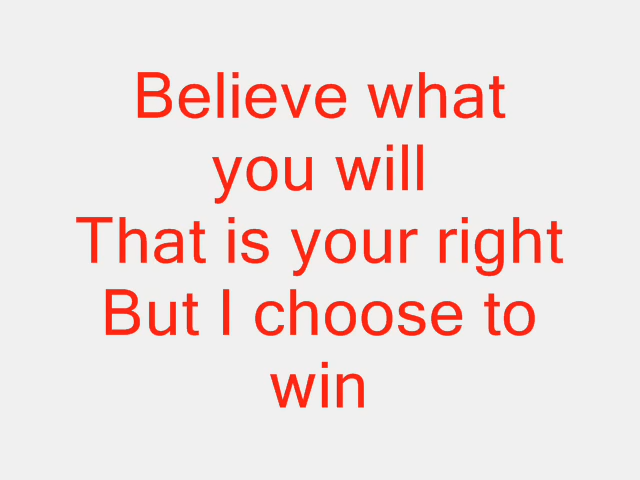 Believe what
you will
That is your right
But I choose to
win